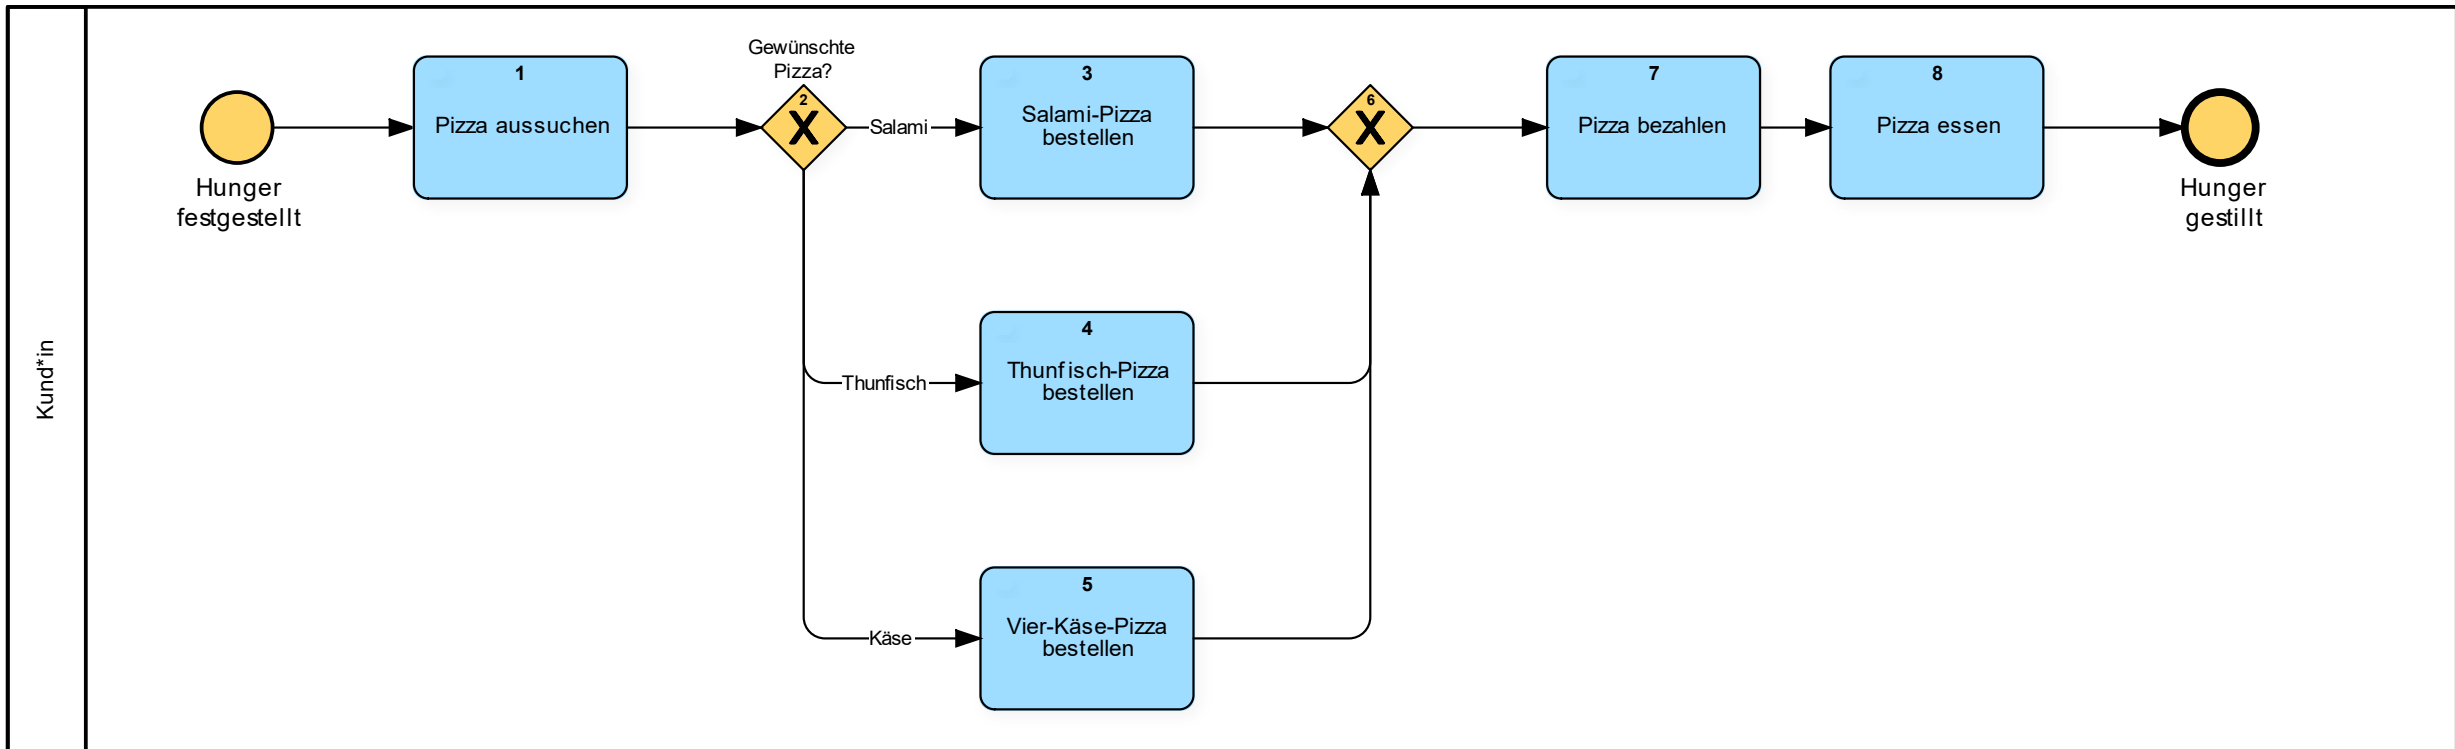 Kund*in
Hunger
festgestellt
1
Pizza aussuchen
Gewünschte
Pizza?
2
X
Salami
3
Salami-Pizza
bestellen
Thunfisch
4
Thunfisch-Pizza
bestellen
Käse
5
Vier-Käse-Pizza
bestellen
6
X
7
Pizza bezahlen
8
Pizza essen
Hunger
gestillt